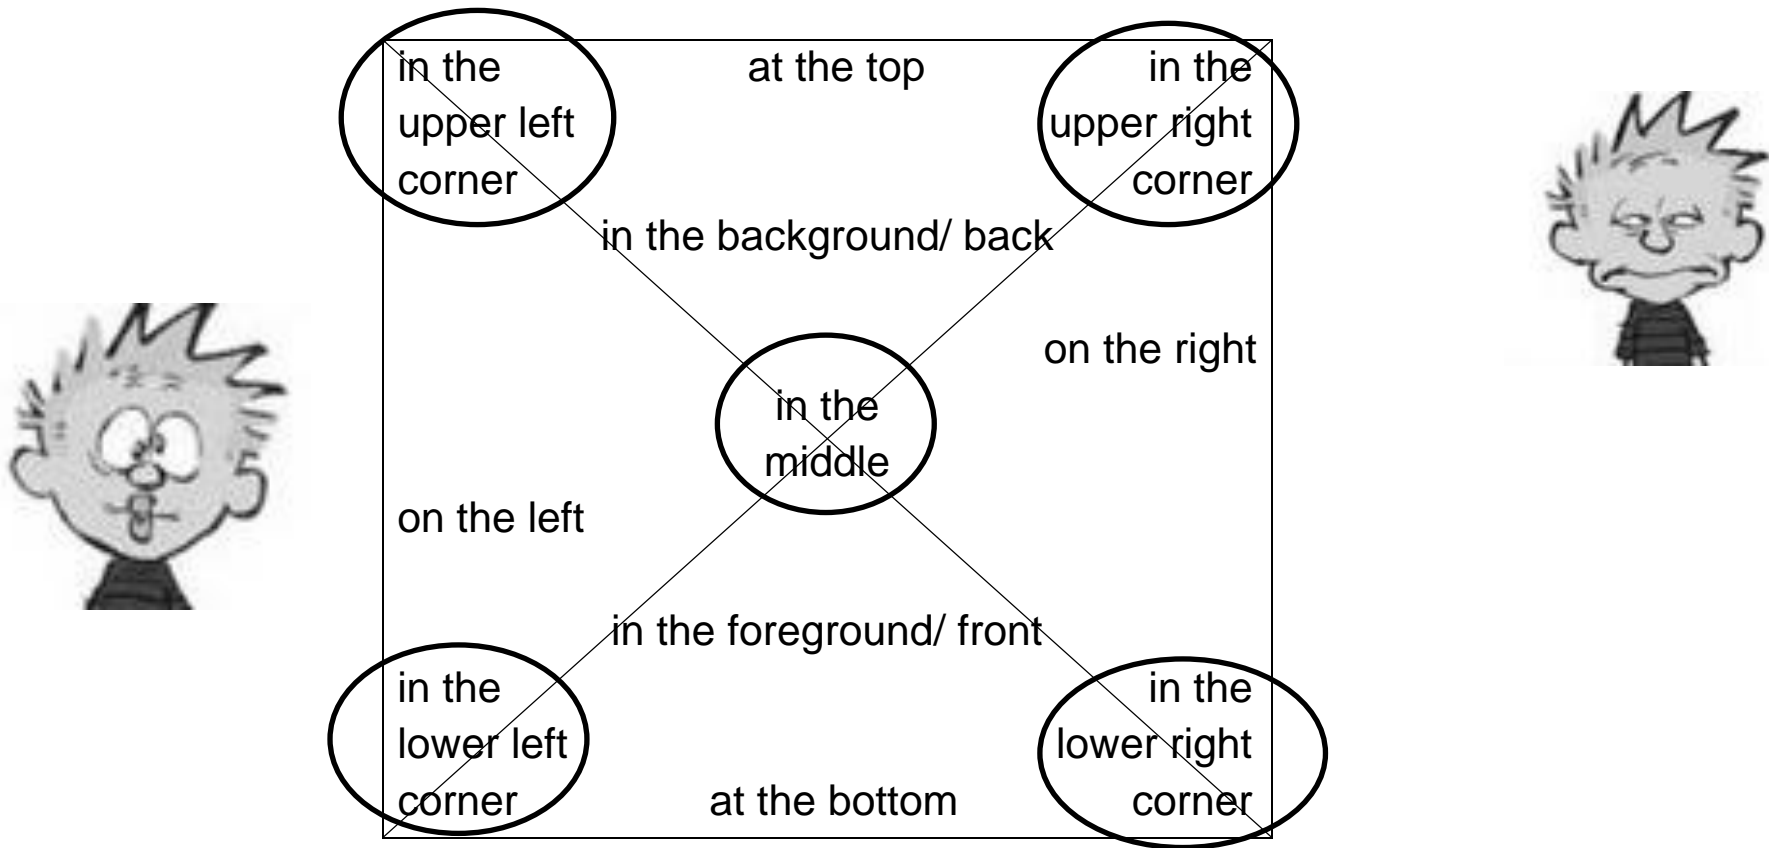 in the
upper left
corner
at the top
in the
upper right
corner
in the background/ back
on the right
in the
middle
on the left
in the foreground/ front
in the
lower left
corner
at the bottom
in the
lower right
corner